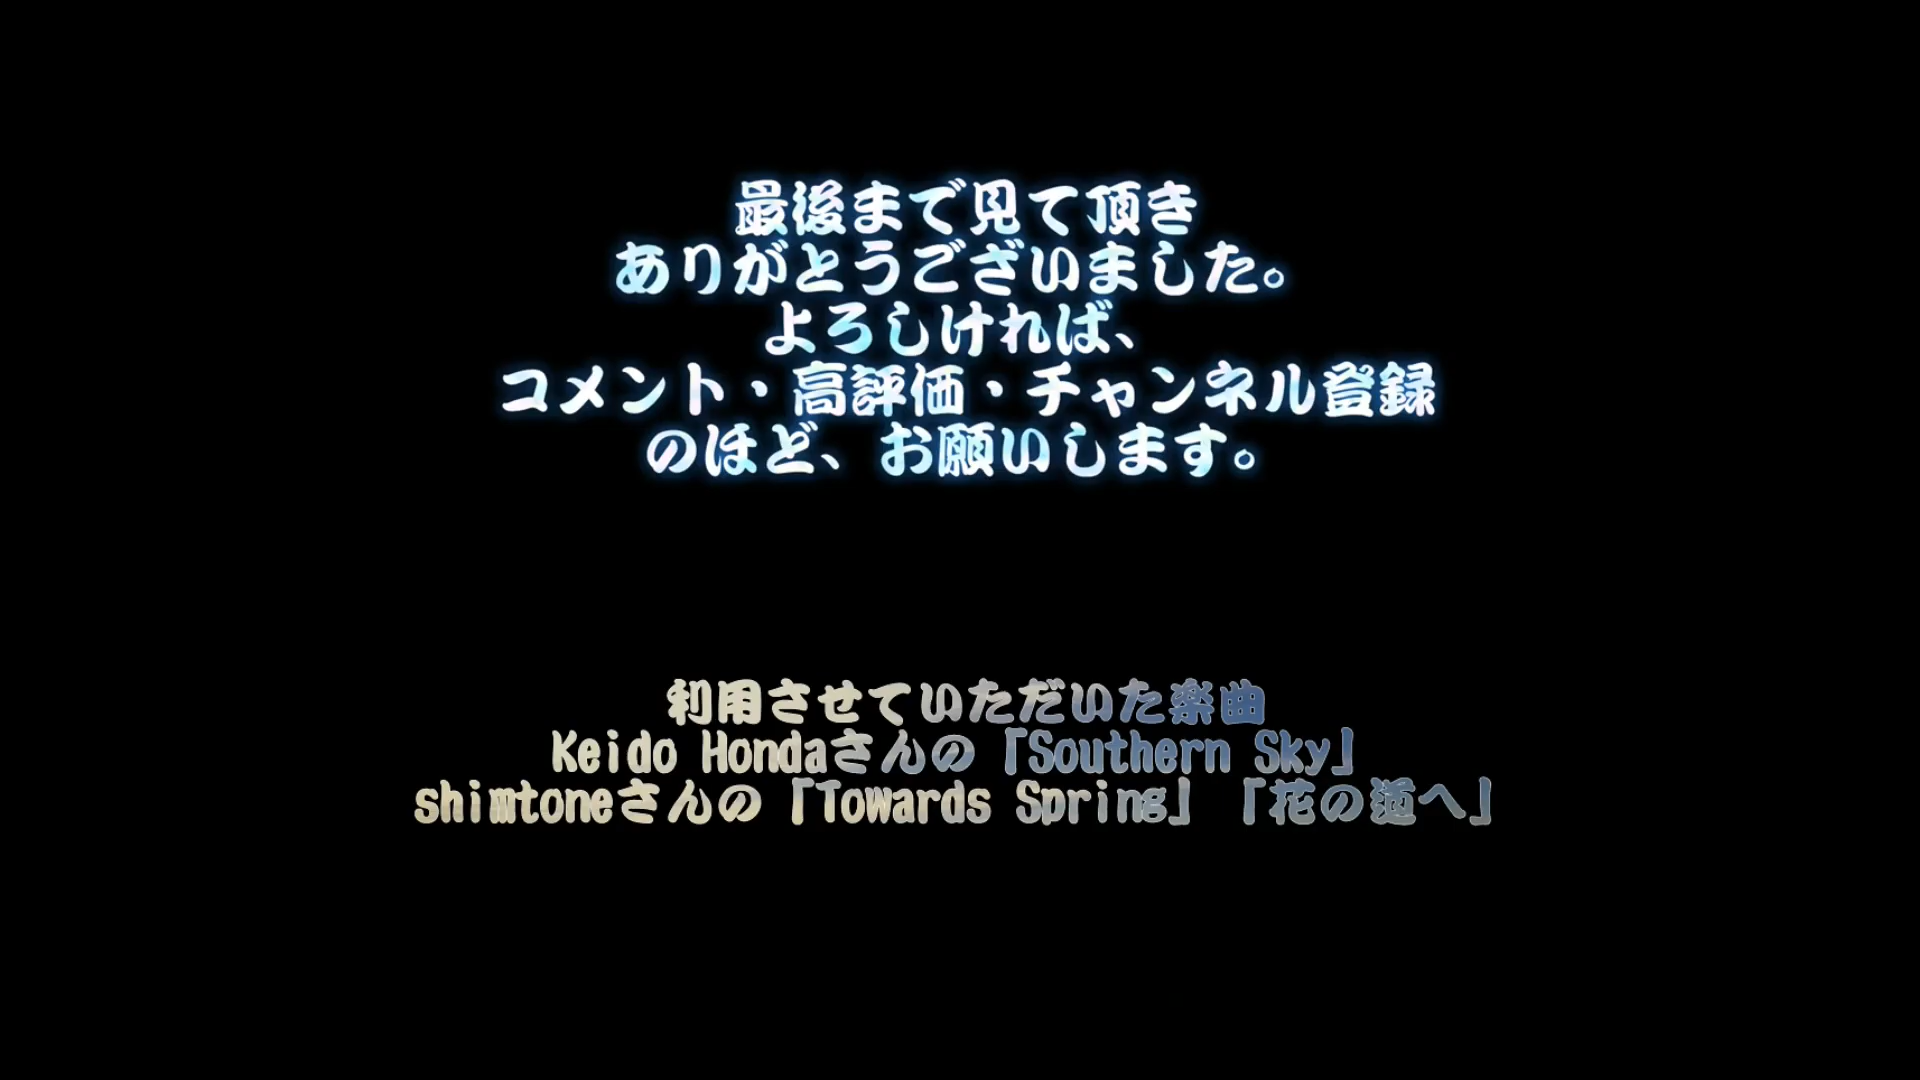 最後まで見て頂き
ありがとうございました。
よろしければ、
コメント・高評価・チャンネル登録
のほど、お願いします。
利用させていただいた楽曲
Keido Hondaさんの「Southern Sky」
shimtoneさんの「Towards Spring」「花の道へ」